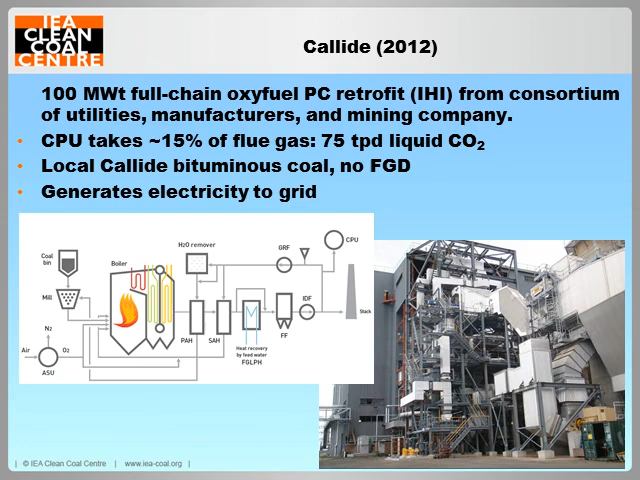 IEA
CLEAN
COAL
CENTRE
Callide (2012)
100 MWt full-chain oxyfuel PC retrofit (IHI) from consortium
of utilities, manufacturers, and mining company.
• CPU takes ~15% of flue gas: 75 tpd liquid CO2
• Local Callide bituminous coal, no FGD
• Generates electricity to grid
Coal
bin
Mill
N2
Air
O2
ASU
Boiler
H2O remover
PAH
SAH
Heat recovery
by feed water
FGLPH
GRF
FF
IDF
CPU
Stack
| © IEA Clean Coal Centre | www.iea-coal.org |